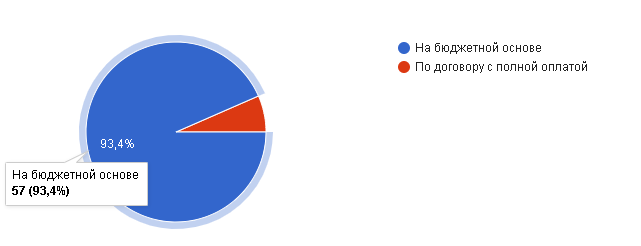 На бюджетной основе
По договору с полной оплатой
93,4%
На бюджетной основе
57 (93,4%)